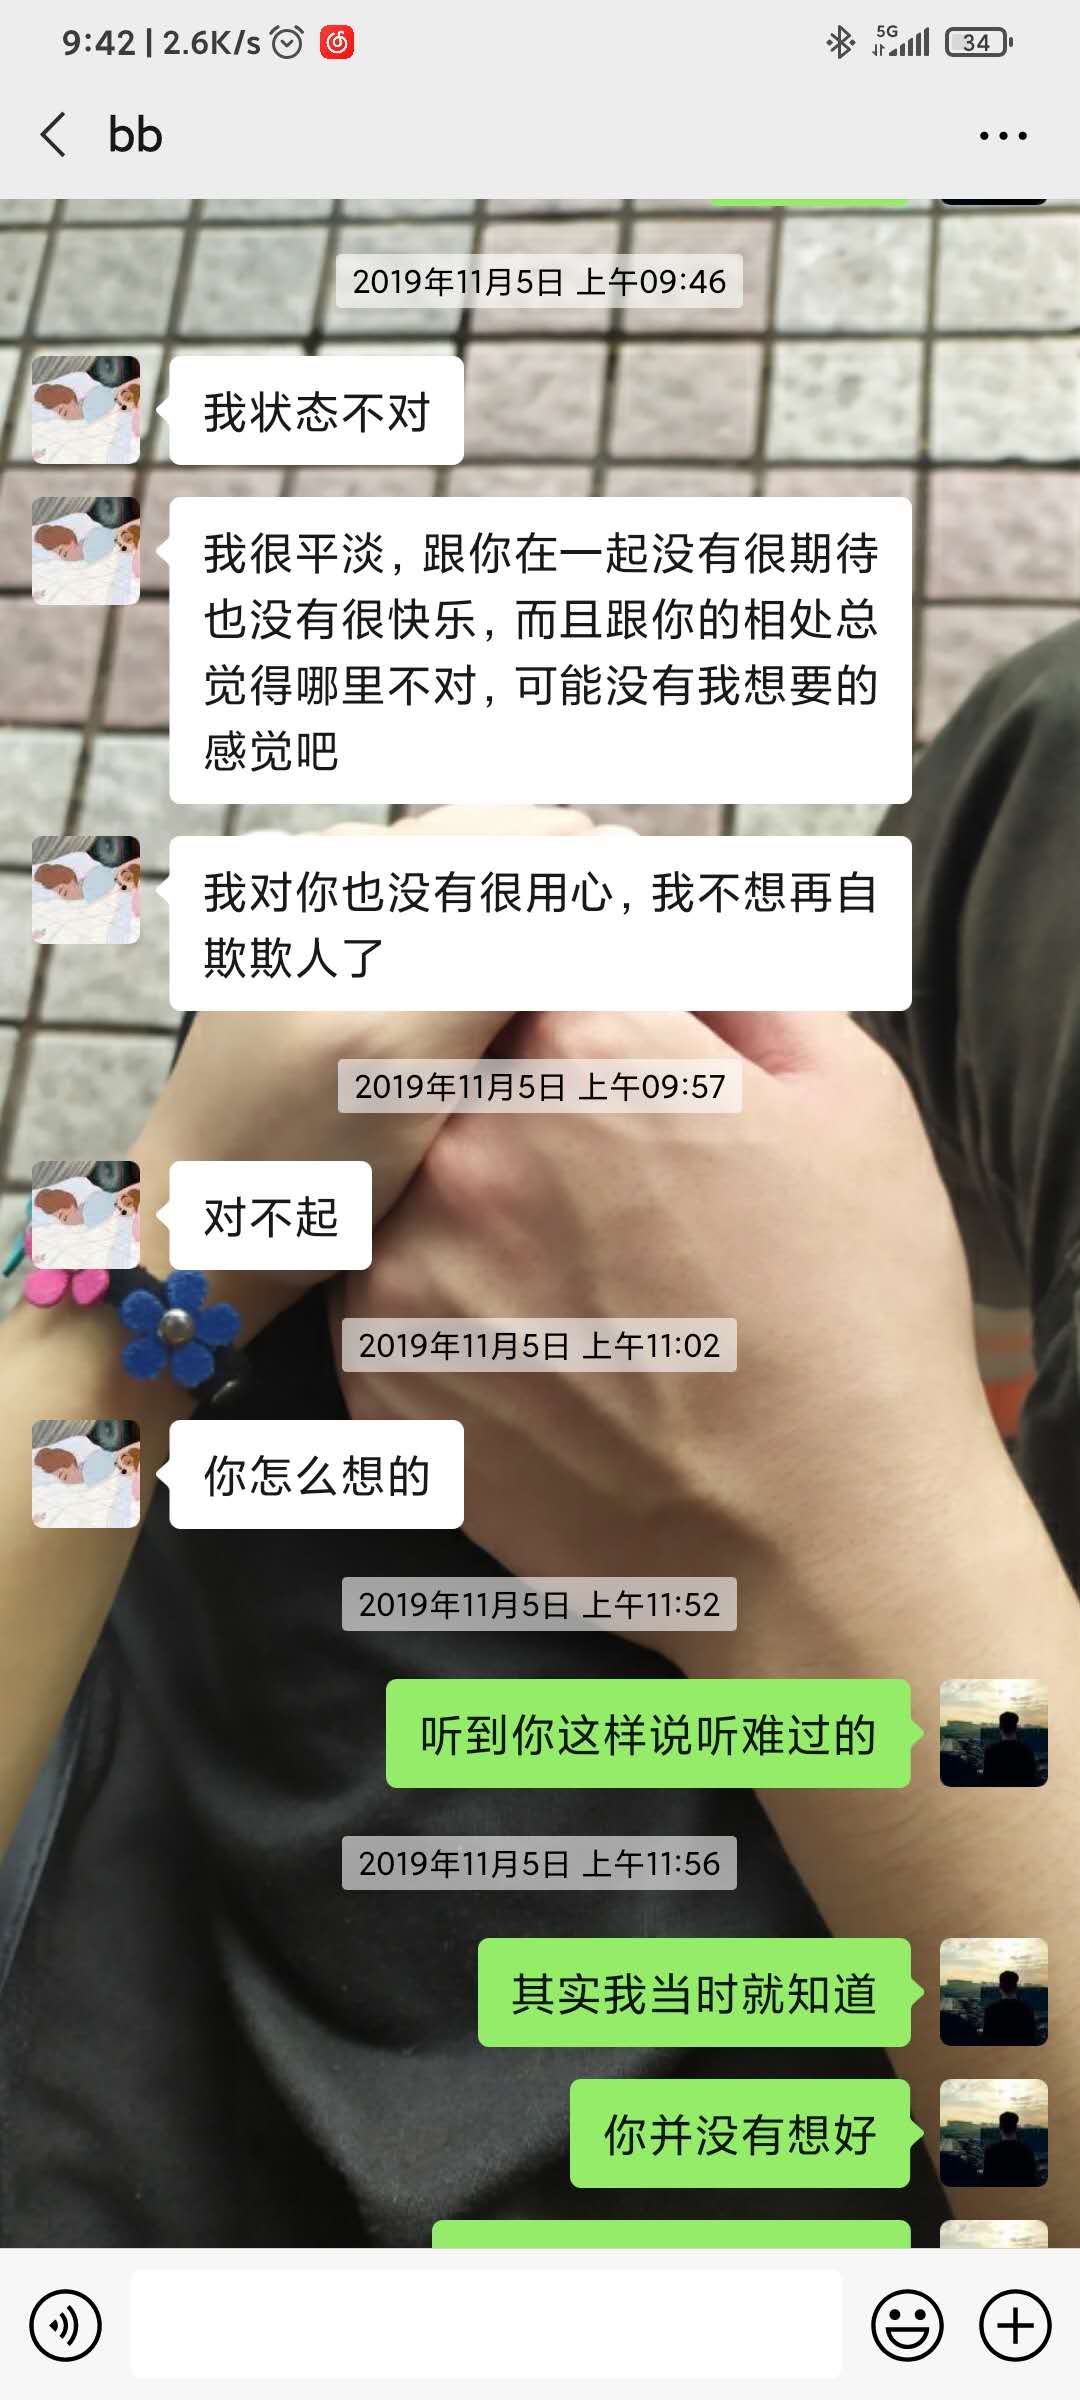 9:42 | 2.6K/s
5G
34
bb
2019年11月5日 上午09:46
我状态不对
我很平淡，跟你在一起没有很期待
也没有很快乐，而且跟你的相处总
觉得哪里不对，可能没有我想要的
感觉吧
我对你也没有很用心，我不想再自
欺欺人了
2019年11月5日 上午09:57
对不起
2019年11月5日 上午11:02
你怎么想的
2019年11月5日 上午11:52
听到你这样说听难过的
2019年11月5日 上午11:56
其实我当时就知道
你并没有想好